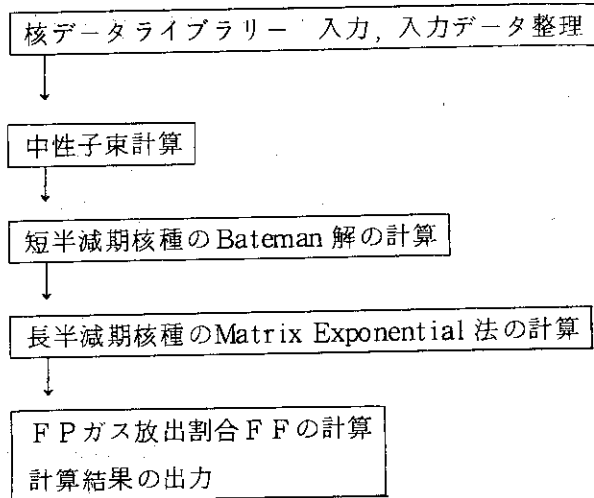 核データライブラリー 入力,入力データ整理
中性子束計算
短半減期核種のBateman解の計算
長半減期核種のMatrix Exponential法の計算
FPガス放出割合FFの計算
計算結果の出力